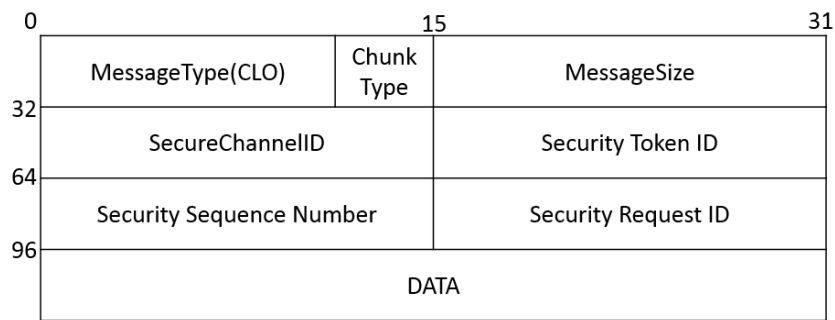 0 15 31
MessageType(CLO) Chunk Type MessageSize
32
SecureChannelID Security Token ID
64
Security Sequence Number Security Request ID
96
DATA